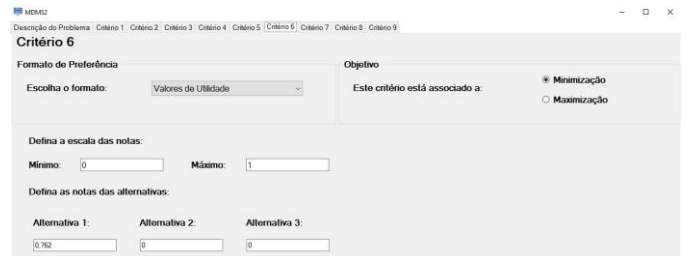 MDMS2
Descrição do Problema Critério 1 Critério 2 Critério 3 Critério 4 Critério 5 Critério 6 Critério 7 Critério 8 Critério 9
Critério 6
Formato de Preferência
Objetivo
Escolha o formato: Valores de Utilidade
Este critério está associado a:
Minimização
Maximização
Defina a escala das notas:
Mínimo: 0 Máximo: 1
Defina as notas das alternativas:
Alternativa 1: Alternativa 2: Alternativa 3:
0,762 0 0